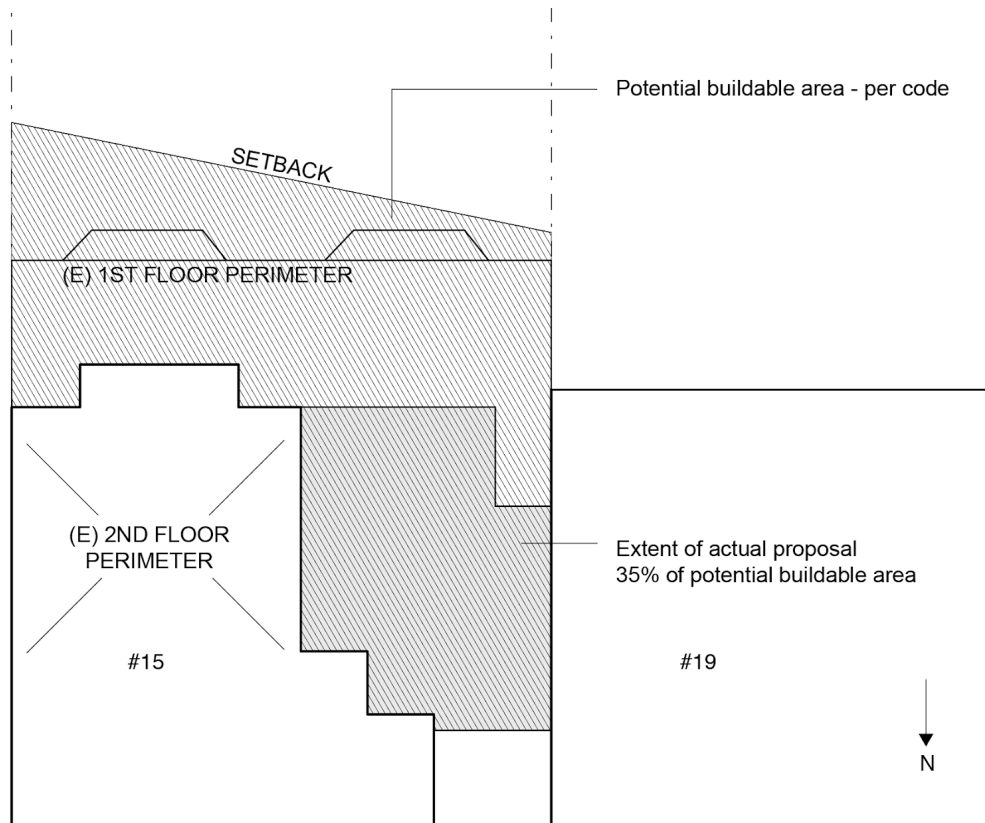 Potential buildable area - per code
SETBACK
(E) 1ST FLOOR PERIMETER
(E) 2ND FLOOR
PERIMETER
Extent of actual proposal
35% of potential buildable area
#15
#19
N